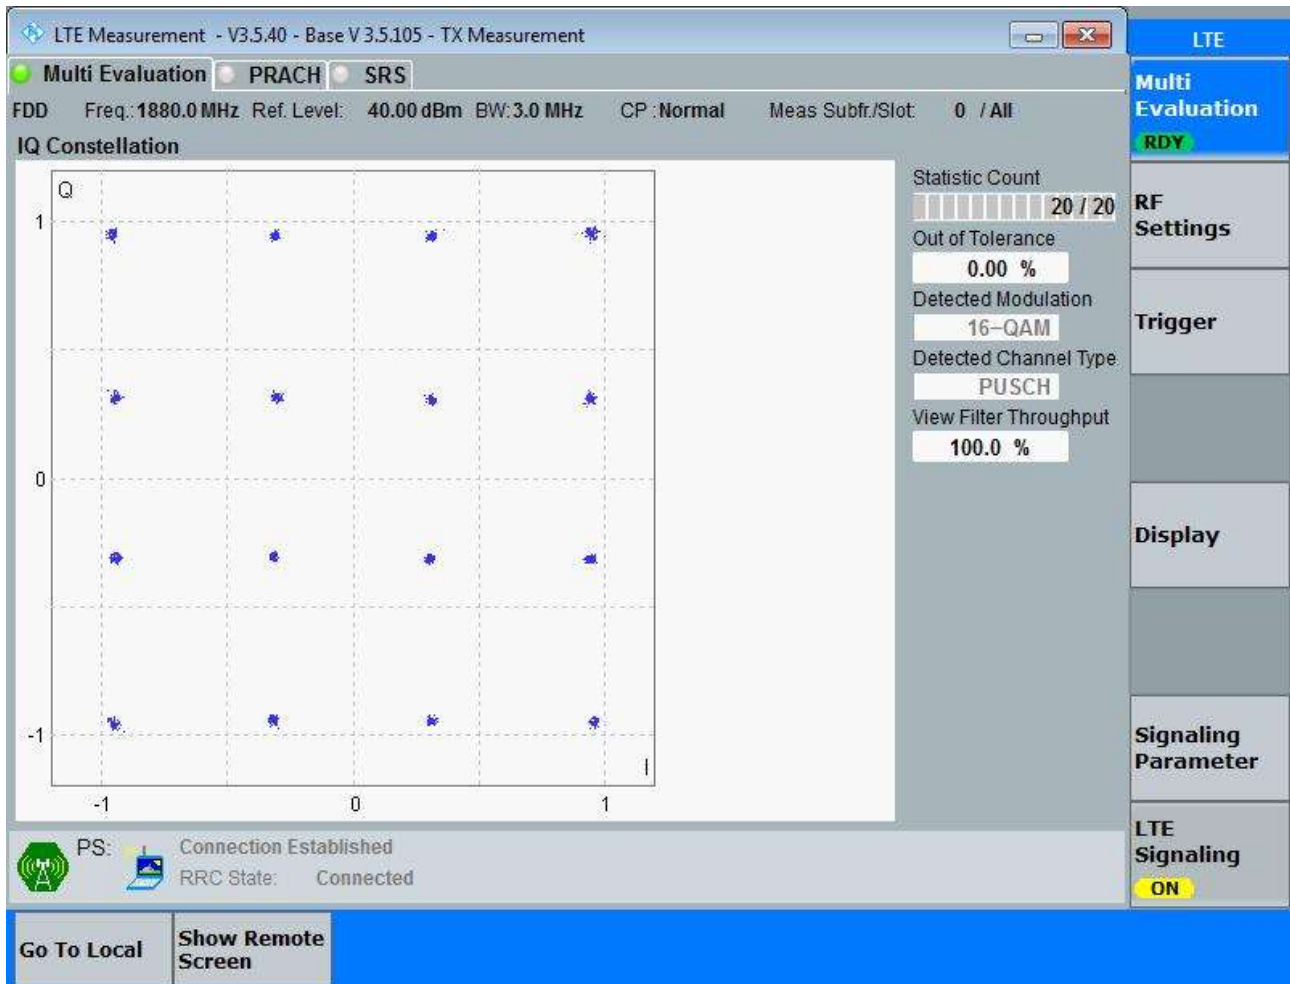 LTE Measurement - V3.5.40 - Base V 3.5.105 - TX Measurement
Multi Evaluation PRACH SRS
FDD Freq.: 1880.0 MHz Ref. Level: 40.00 dBm BW: 3.0 MHz CP : Normal Meas Subfr./Slot: 0 / All
IQ Constellation
Q
1
0
-1
I
-1 0 1
Statistic Count
20 / 20
Out of Tolerance
0.00 %
Detected Modulation
16-QAM
Detected Channel Type
PUSCH
View Filter Throughput
100.0 %
PS: Connection Established
RRC State: Connected
LTE
Multi
Evaluation
RDY
RF
Settings
Trigger
Display
Signaling
Parameter
LTE
Signaling
ON
Go To Local
Show Remote
Screen